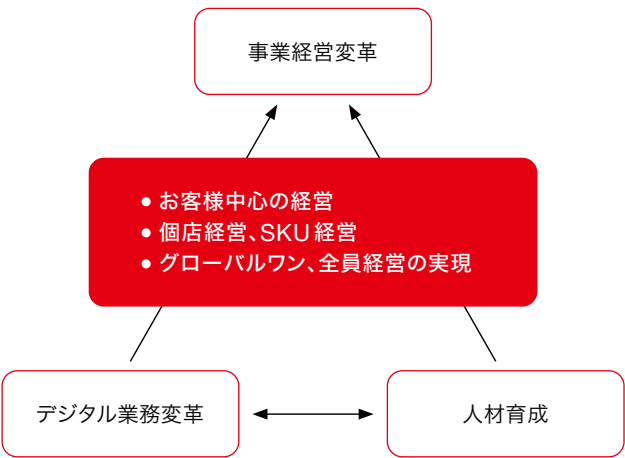 事業経営変革
● お客様中心の経営
● 個店経営、SKU経営
● グローバルワン、全員経営の実現
デジタル業務変革
人材育成